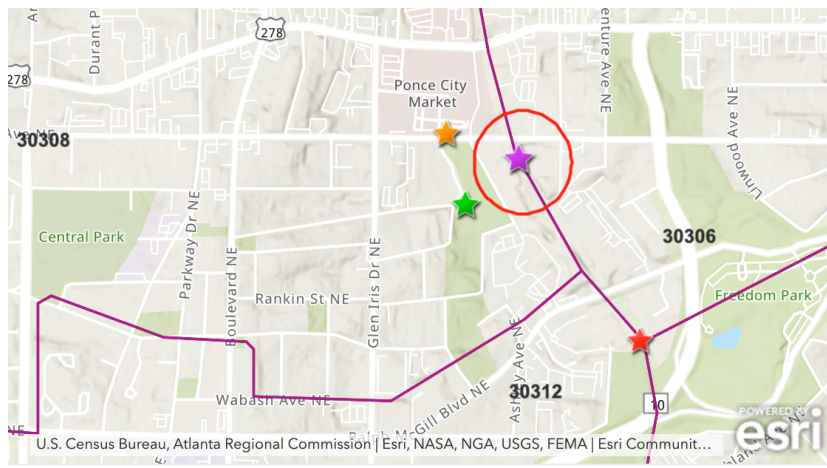 278
Durant P
enture Ave NE
278
Ponce City
Market
Ave NE
30308
Linwood Ave NE
Parkway Dr NE
Central Park
30306
Boulevard NE
Glen Iris Dr NE
Rankin St NE
Freedom Park
Ashley Ave NE
30312
Wabash Ave NE
10
Ralph McGill Blvd NE
NE
POWERED BY
esri
U.S. Census Bureau, Atlanta Regional Commission | Esri, NASA, NGA, USGS, FEMA | Esri Communit...